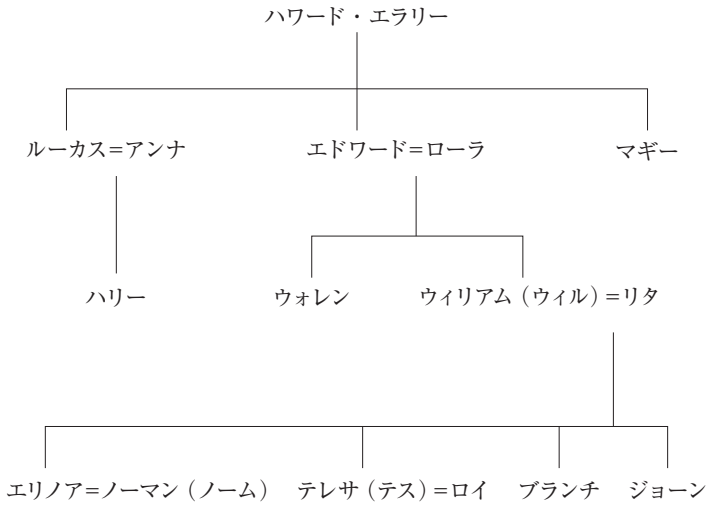 ハワード・エラリー
ルーカス=アンナ エドワード=ローラ マギー
ハリー ウォレン ウィリアム（ウィル）=リタ
エリノア=ノーマン（ノーム） テレサ（テス）=ロイ ブランチ ジョーン